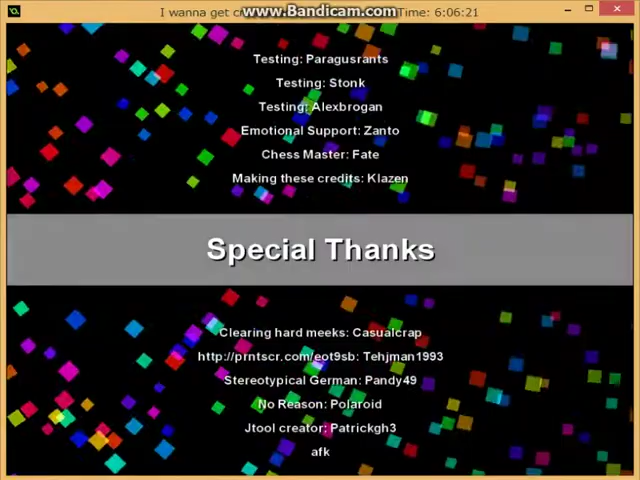 I wanna get c
www.Bandicam.com
Time: 6:06:21
Testing: Paragusrants
Testing: Stonk
Testing: Alexbrogan
Emotional Support: Zanto
Chess Master: Fate
Making these credits: Klazen
Special Thanks
Clearing hard meeks: Casualcrap
http://prntscr.com/eot9sb: Tehjman1993
Stereotypical German: Pandy49
No Reason: Polaroid
Jtool creator: Patrickgh3
afk